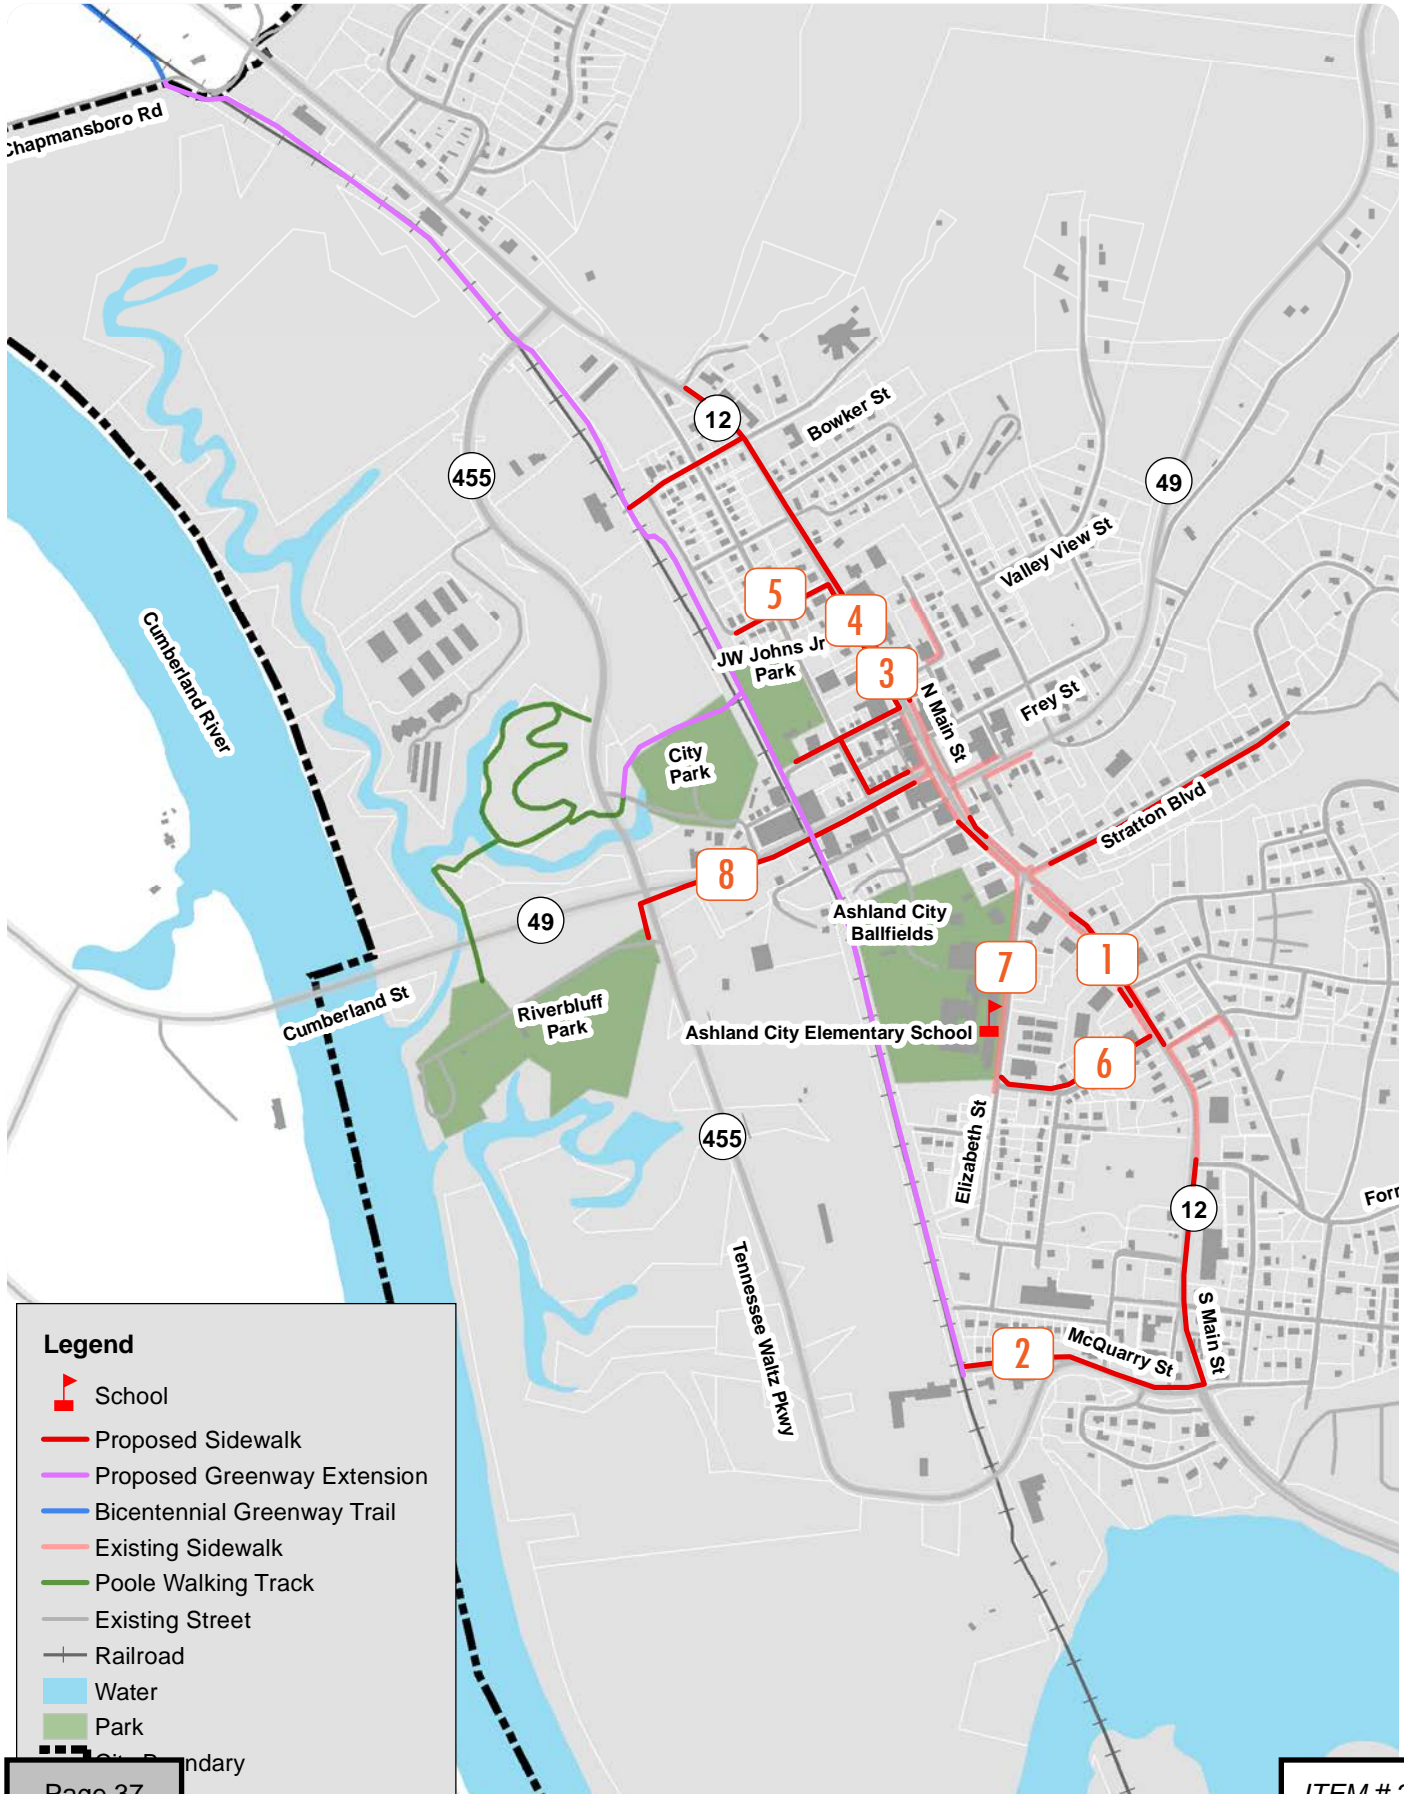 Chapmansboro Rd
12
Bowker St
455
49
Valley View St
5
4
JW Johns Jr
Park
3
N Main St
Frey St
Cumberland River
City
Park
Stratton Blvd
8
49
Ashland City
Ballfields
7
1
Riverbluff
Park
Cumberland St
Ashland City Elementary School
6
455
Elizabeth St
12
Tennessee Waltz Pkwy
S Main St
2
McQuarry St
Legend
School
Proposed Sidewalk
Proposed Greenway Extension
Bicentennial Greenway Trail
Existing Sidewalk
Poole Walking Track
Existing Street
Railroad
Water
Park
Page 37
ITEM #